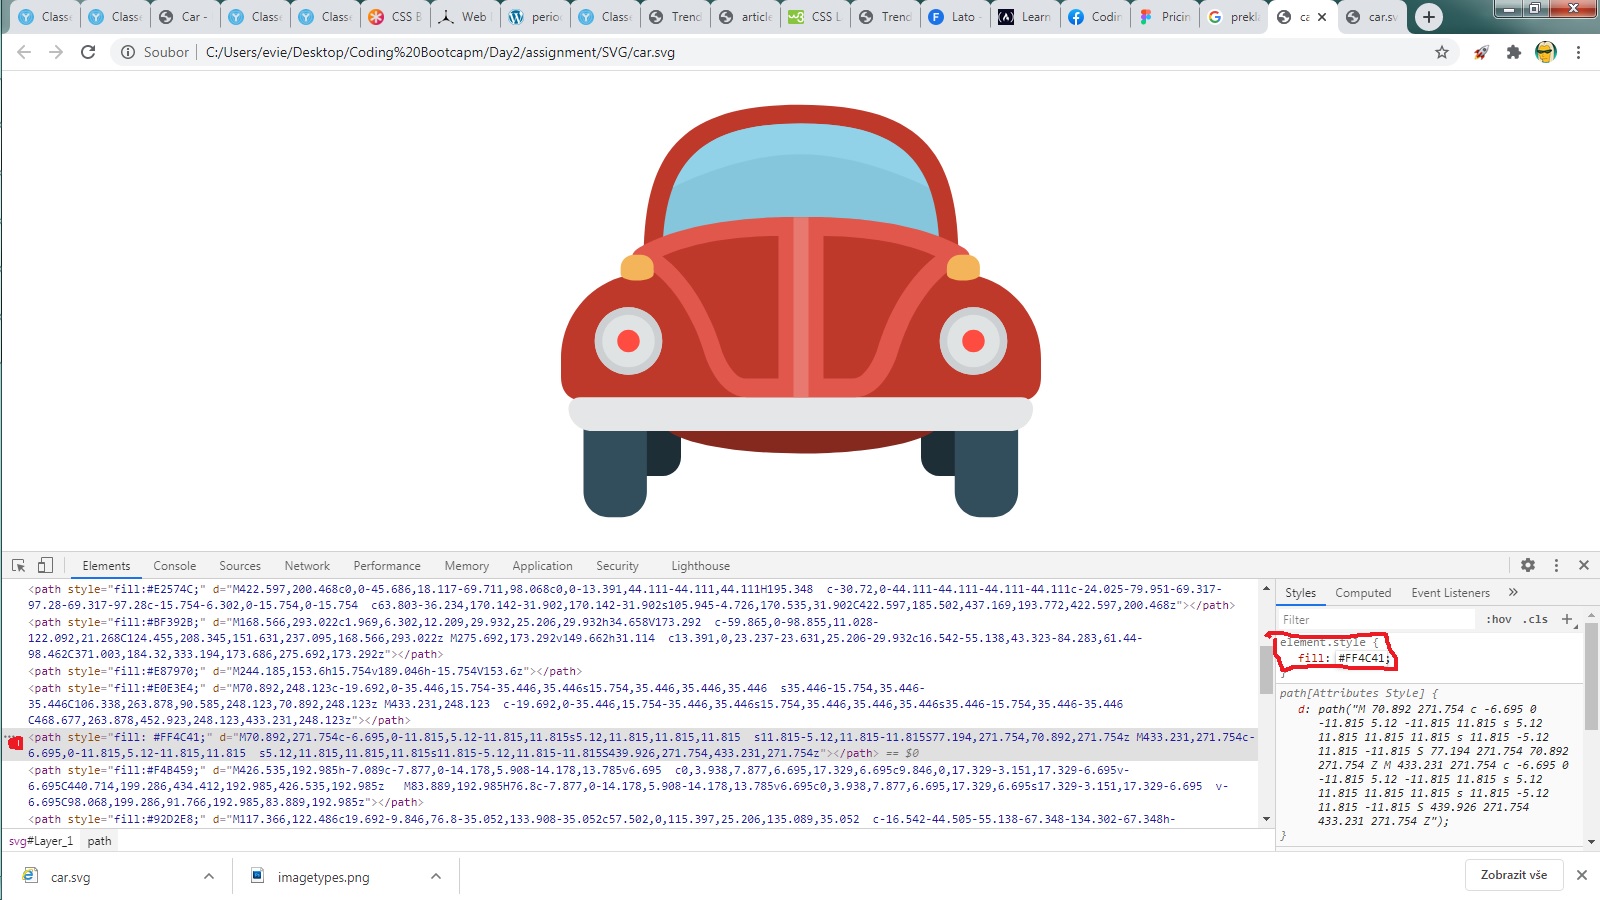 Classe
Classe
Car -
Classe
Classe
CSS B
Web
perio
Classe
Trend
article
CSS L
Trend
Lato -
Learn
Codin
Pricin
prekla
ca
car.sv
Soubor
C:/Users/evie/Desktop/Coding%20Bootcapm/Day2/assignment/SVG/car.svg
Elements
Console
Sources
Network
Performance
Memory
Application
Security
Lighthouse
<path style="fill:#E2574C;" d="M422.597,200.468c0,0-45.686,18.117-69.711,98.068c0,0-13.391,44.111-44.111,44.111H195.348  c-30.72,0-44.111-44.111-44.111-44.111c-24.025-79.951-69.317-
97.28-69.317-97.28c-15.754-6.302,0-15.754,0-15.754  c63.803-36.234,170.142-31.902,170.142-31.902s105.945-4.726,170.535,31.902C422.597,185.502,437.169,193.772,422.597,200.468z"></path>
<path style="fill:#BF392B;" d="M168.566,293.022c1.969,6.302,12.209,29.932,25.206,29.932h34.658V173.292  c-59.865,0-98.855,11.028-
122.092,21.268C124.455,208.345,151.631,237.095,168.566,293.022z M275.692,173.292v149.662h31.114  c13.391,0,23.237-23.631,25.206-29.932c16.542-55.138,43.323-84.283,61.44-
98.462C371.003,184.32,333.194,173.686,275.692,173.292z"></path>
<path style="fill:#E87970;" d="M244.185,153.6h15.754v189.046h-15.754V153.6z"></path>
<path style="fill:#E0E3E4;" d="M70.892,248.123c-19.692,0-35.446,15.754-35.446,35.446s15.754,35.446,35.446,35.446  s35.446-15.754,35.446-
35.446C106.338,263.878,90.585,248.123,70.892,248.123z M433.231,248.123  c-19.692,0-35.446,15.754-35.446,35.446s15.754,35.446,35.446,35.446s35.446-15.754,35.446-35.446
C468.677,263.878,452.923,248.123,433.231,248.123z"></path>
<path style="fill: #FF4C41;" d="M70.892,271.754c-6.695,0-11.815,5.12-11.815,11.815s5.12,11.815,11.815,11.815  s11.815-5.12,11.815-11.815S77.194,271.754,70.892,271.754z M433.231,271.754c-
6.695,0-11.815,5.12-11.815,11.815  s5.12,11.815,11.815,11.815s11.815-5.12,11.815-11.815S439.926,271.754,433.231,271.754z"></path> == $0
<path style="fill:#F4B459;" d="M426.535,192.985h-7.089c-7.877,0-14.178,5.908-14.178,13.785v6.695  c0,3.938,7.877,6.695,17.329,6.695c9.846,0,17.329-3.151,17.329-6.695v-
6.695C440.714,199.286,434.412,192.985,426.535,192.985z   M83.889,192.985H76.8c-7.877,0-14.178,5.908-14.178,13.785v6.695c0,3.938,7.877,6.695,17.329,6.695s17.329-3.151,17.329-6.695  v-
6.695C98.068,199.286,91.766,192.985,83.889,192.985z"></path>
<path style="fill:#92D2E8;" d="M117.366,122.486c19.692-9.846,76.8-35.052,133.908-35.052c57.502,0,115.397,25.206,135.089,35.052  c-16.542-44.505-55.138-67.348-134.302-67.348h-
svg#Layer_1
path
Styles
Computed
Event Listeners
Filter
:hov .cls
element.style {
fill: #FF4C41;
}
path[Attributes Style] {
d: path("M 70.892 271.754 c -6.695 0
-11.815 5.12 -11.815 11.815 s 5.12
11.815 11.815 11.815 s 11.815 -5.12
11.815 -11.815 S 77.194 271.754 70.892
271.754 Z M 433.231 271.754 c -6.695 0
-11.815 5.12 -11.815 11.815 s 5.12
11.815 11.815 11.815 s 11.815 -5.12
11.815 -11.815 S 439.926 271.754
433.231 271.754 Z");
}
car.svg
imagetypes.png
Zobrazit vše